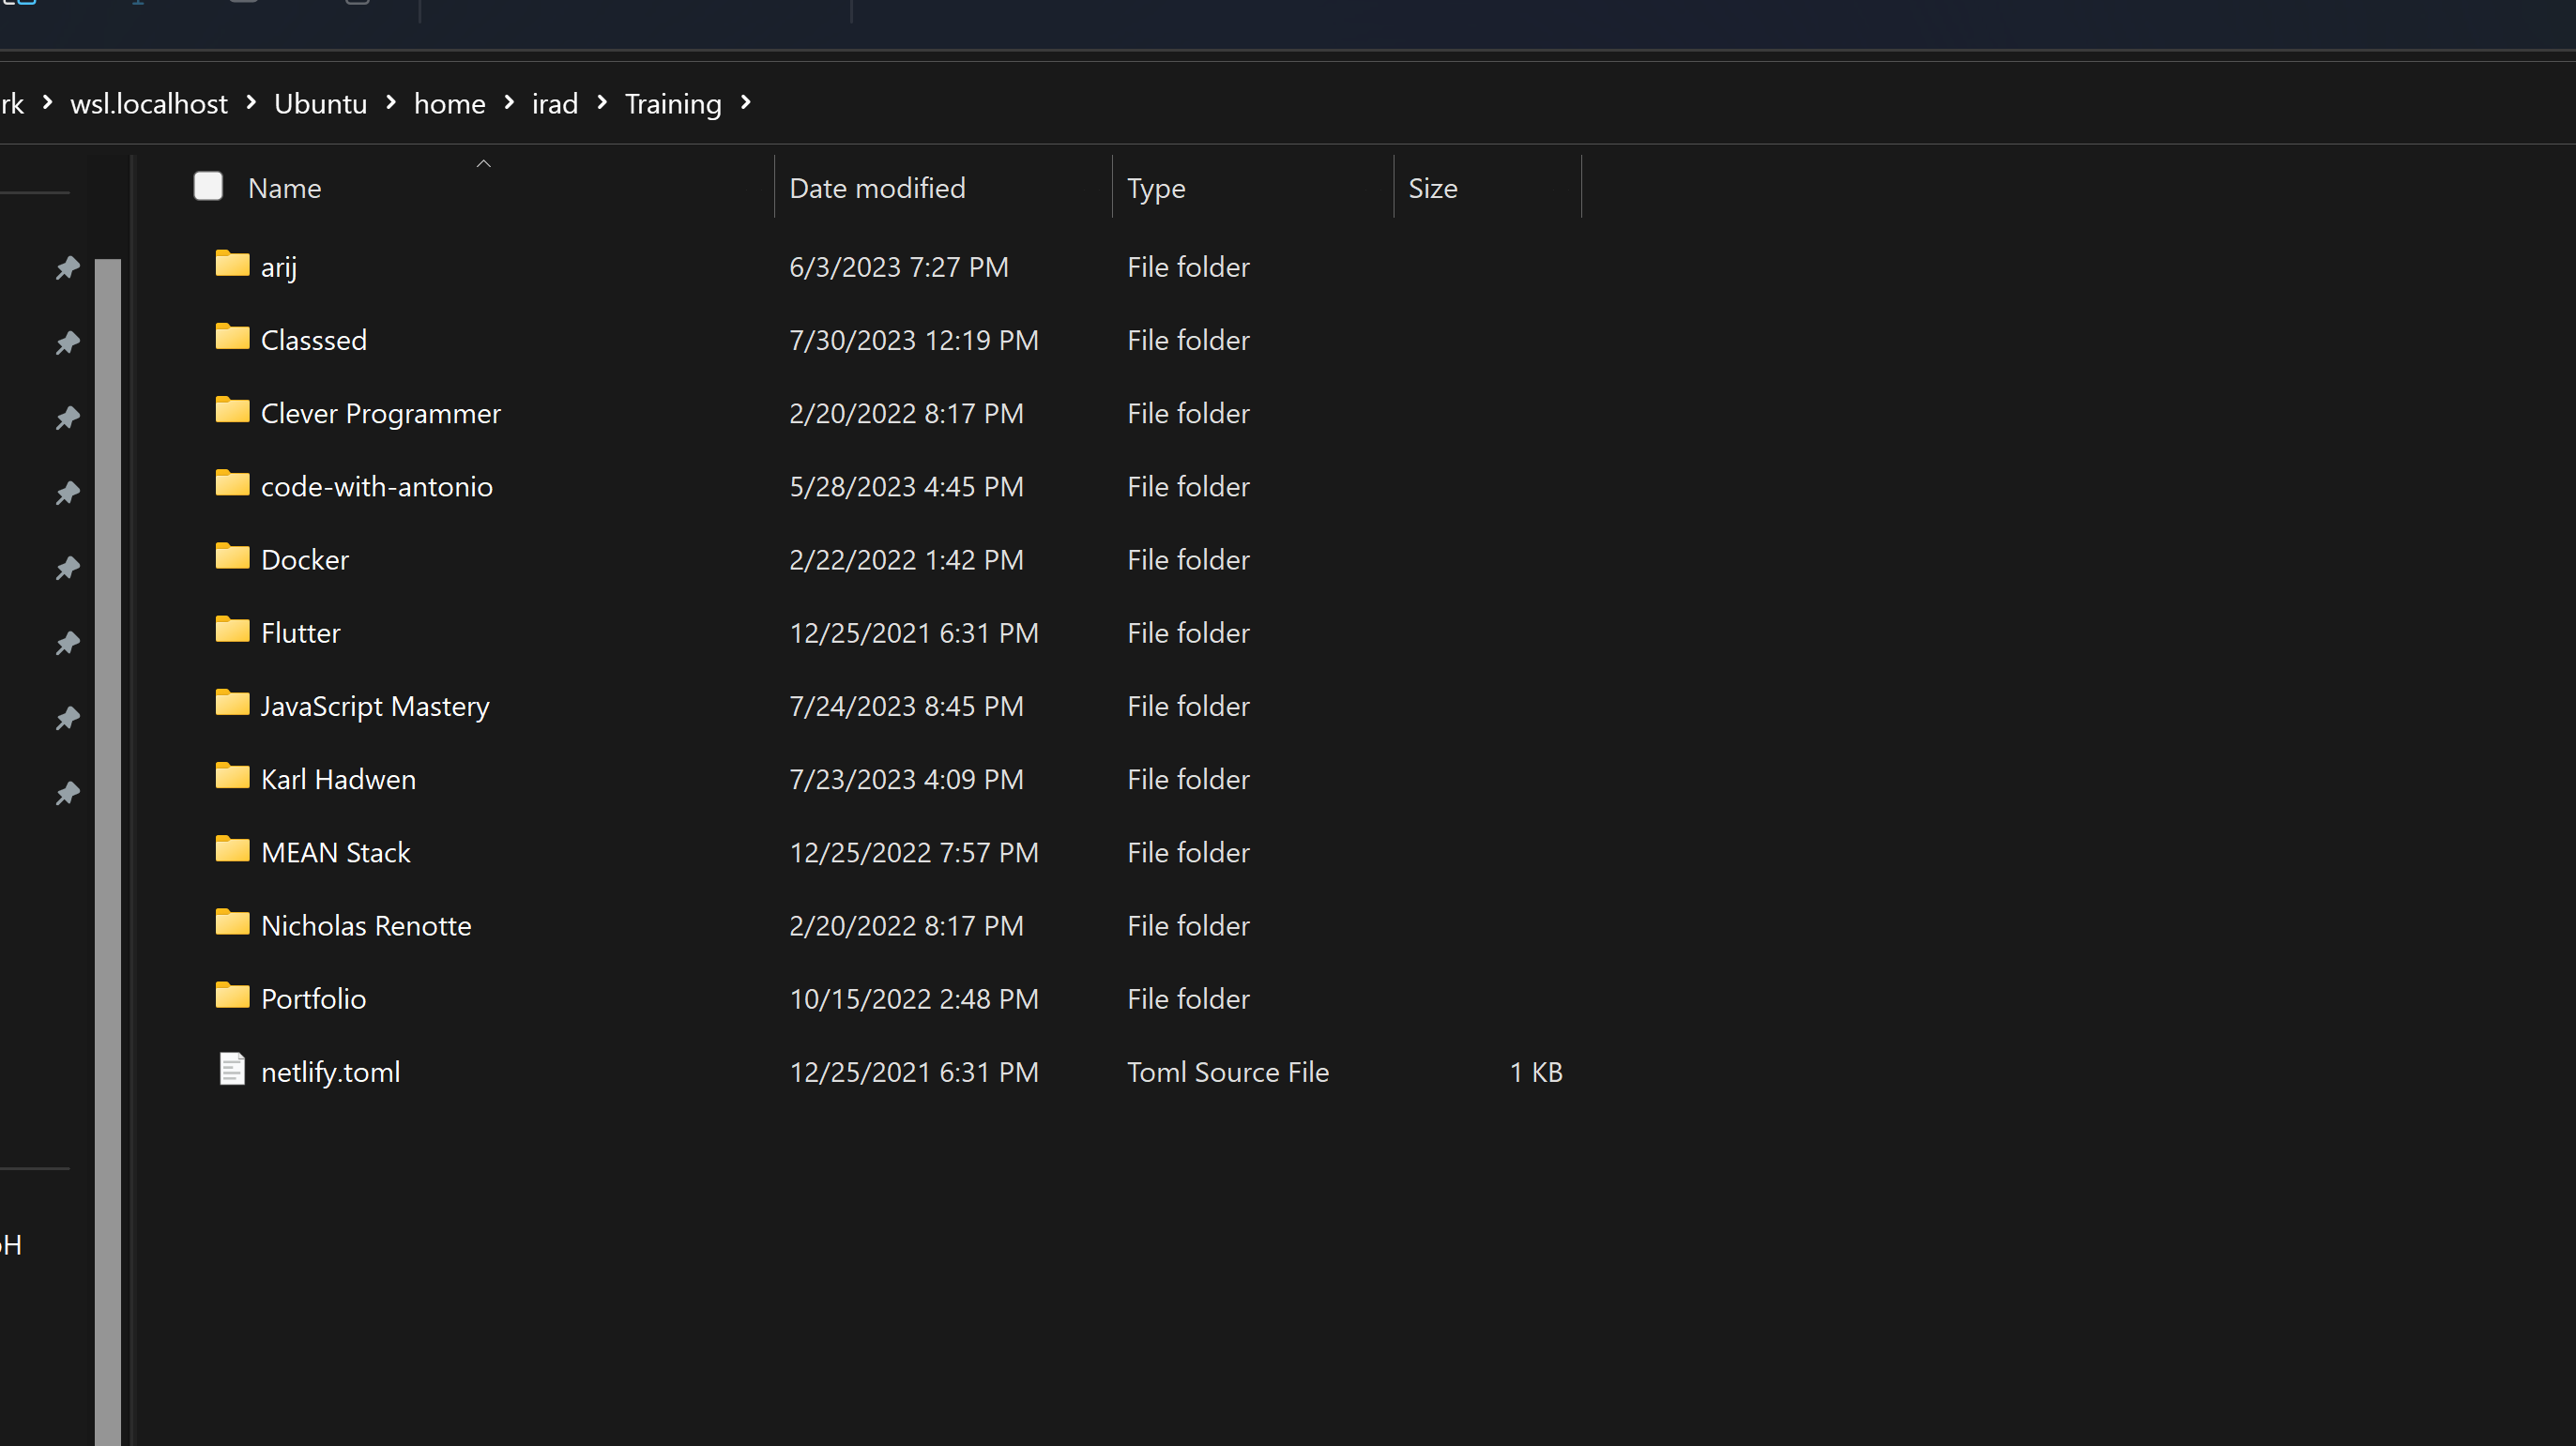 rk > wsl.localhost > Ubuntu > home > irad > Training >
Name Date modified Type Size
arij 6/3/2023 7:27 PM File folder
Classsed 7/30/2023 12:19 PM File folder
Clever Programmer 2/20/2022 8:17 PM File folder
code-with-antonio 5/28/2023 4:45 PM File folder
Docker 2/22/2022 1:42 PM File folder
Flutter 12/25/2021 6:31 PM File folder
JavaScript Mastery 7/24/2023 8:45 PM File folder
Karl Hadwen 7/23/2023 4:09 PM File folder
MEAN Stack 12/25/2022 7:57 PM File folder
Nicholas Renotte 2/20/2022 8:17 PM File folder
Portfolio 10/15/2022 2:48 PM File folder
netlify.toml 12/25/2021 6:31 PM Toml Source File 1 KB